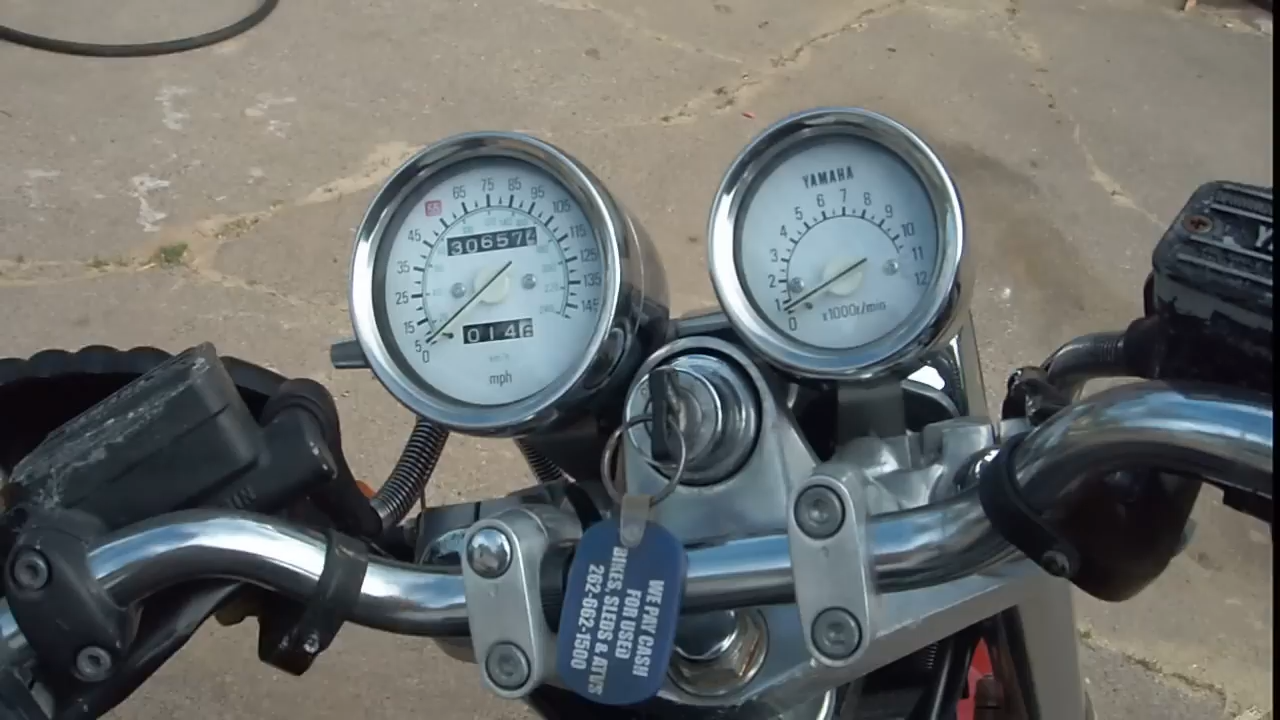 65 75 85 95
55 105
45 115
35 125
25 135
15 145
5
0
30657
014
mph
YAMAHA
0 1 2 3 4 5 6 7 8 9 10 11 12
x1000r/min
WE PAY CASH
FOR USED
BIKES, SLEDS & ATVS
262-662-1500